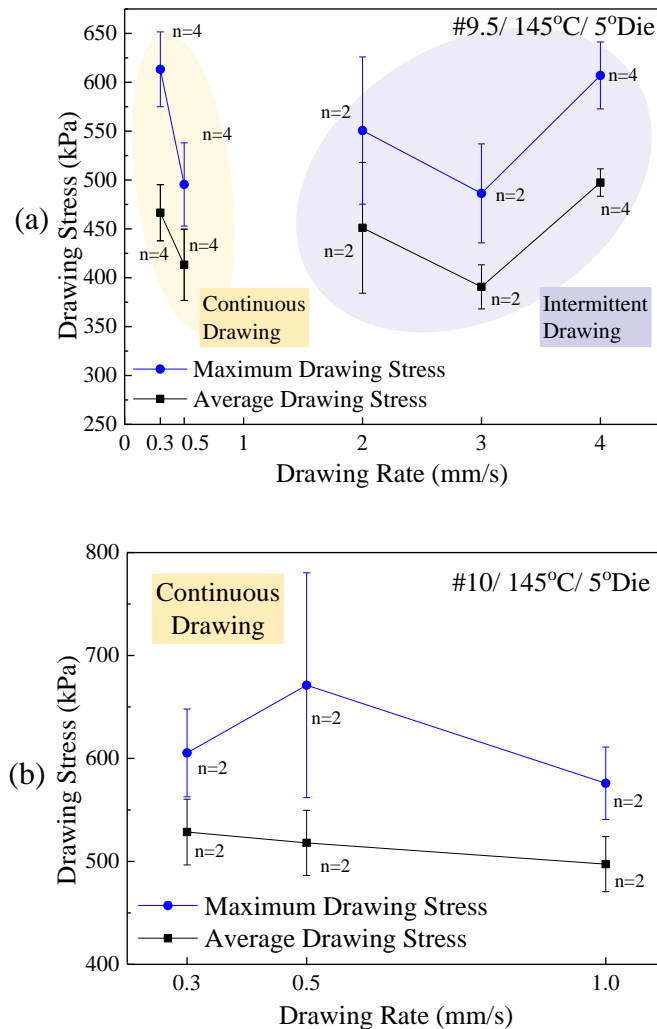 #9.5/ 145°C/ 5°Die
650
600
550
500
450
400
350
300
250
Drawing Stress (kPa)
(a)
n=4
n=4
n=4
n=4
n=2
n=2
n=4
n=2
n=2
n=4
Continuous
Drawing
Intermittent
Drawing
Maximum Drawing Stress
Average Drawing Stress
0 0.3 0.5 1 2 3 4
Drawing Rate (mm/s)
800
700
600
500
400
Drawing Stress (kPa)
(b)
Continuous
Drawing
#10/ 145°C/ 5°Die
n=2
n=2
n=2
n=2
n=2
n=2
Maximum Drawing Stress
Average Drawing Stress
0.3 0.5 1.0
Drawing Rate (mm/s)